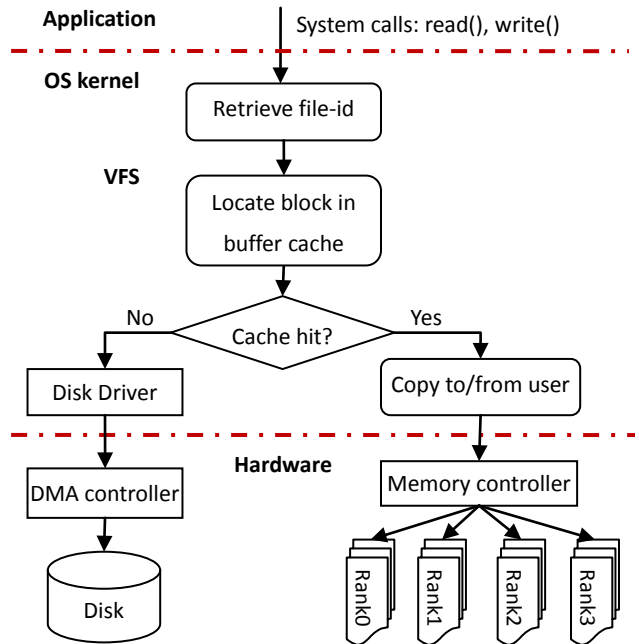 Application
System calls: read(), write()
OS kernel
Retrieve file-id
VFS
Locate block in
buffer cache
No
Cache hit?
Yes
Disk Driver
Copy to/from user
Hardware
DMA controller
Memory controller
Disk
Rank0
Rank1
Rank2
Rank3